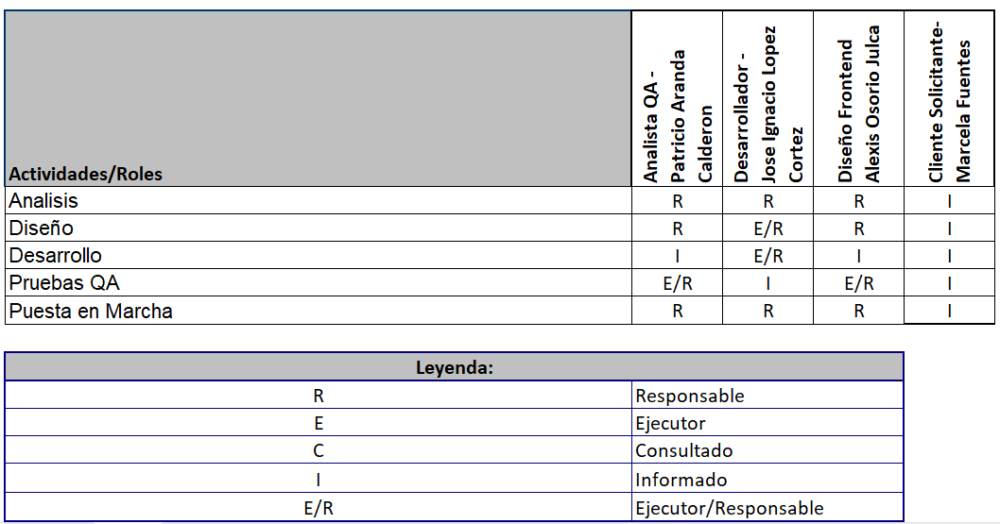 Actividades/Roles
Analista QA -
Patricio Aranda
Calderon
Desarrollador -
Jose Ignacio Lopez
Cortez
Diseño Frontend
Alexis Osorio Julca
Cliente Solicitante-
Marcela Fuentes
Analisis R R R I
Diseño R E/R R I
Desarrollo I E/R I I
Pruebas QA E/R I E/R I
Puesta en Marcha R R R I
Leyenda:
R Responsable
E Ejecutor
C Consultado
I Informado
E/R Ejecutor/Responsable